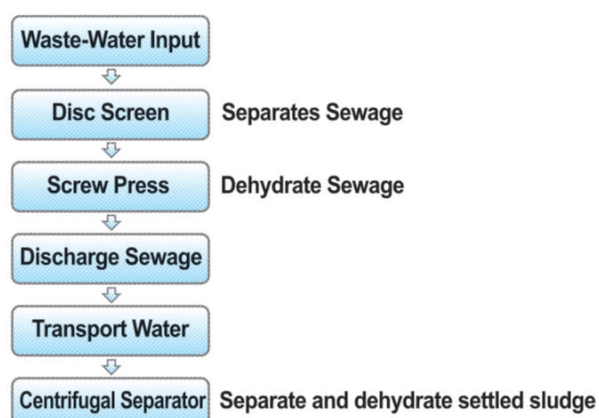 Waste-Water Input
Disc Screen Separates Sewage
Screw Press Dehydrate Sewage
Discharge Sewage
Transport Water
Centrifugal Separator Separate and dehydrate settled sludge